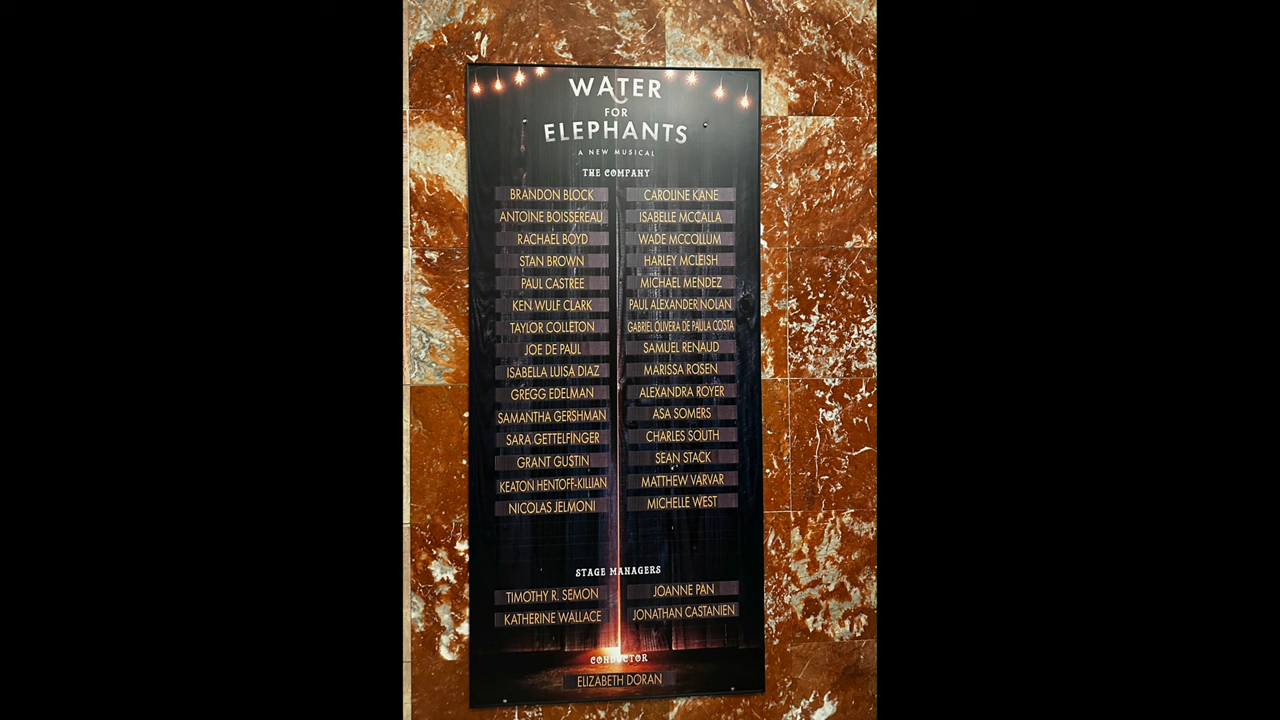 WATER
FOR
ELEPHANTS
A NEW MUSICAL
THE COMPANY
BRANDON BLOCK
ANTOINE BOISSEREAU
RACHAEL BOYD
STAN BROWN
PAUL CASTREE
KEN WULF CLARK
TAYLOR COLLETON
JOE DE PAUL
ISABELLA LUISA DIAZ
GREGG EDELMAN
SAMANTHA GERSHMAN
SARA GETTELFINGER
GRANT GUSTIN
KEATON HENTOFF-KILLIAN
NICOLAS JELMONI
CAROLINE KANE
ISABELLE MCCALLA
WADE MCCOLLUM
HARLEY MCLEISH
MICHAEL MENDEZ
PAUL ALEXANDER NOLAN
GABRIEL OLIVERA DE PAULA COSTA
SAMUEL RENAUD
MARISSA ROSEN
ALEXANDRA ROYER
ASA SOMERS
CHARLES SOUTH
SEAN STACK
MATTHEW VARVAR
MICHELLE WEST
STAGE MANAGERS
TIMOTHY R. SEMON
KATHERINE WALLACE
JOANNE PAN
JONATHAN CASTANIEN
CONDUCTOR
ELIZABETH DORAN